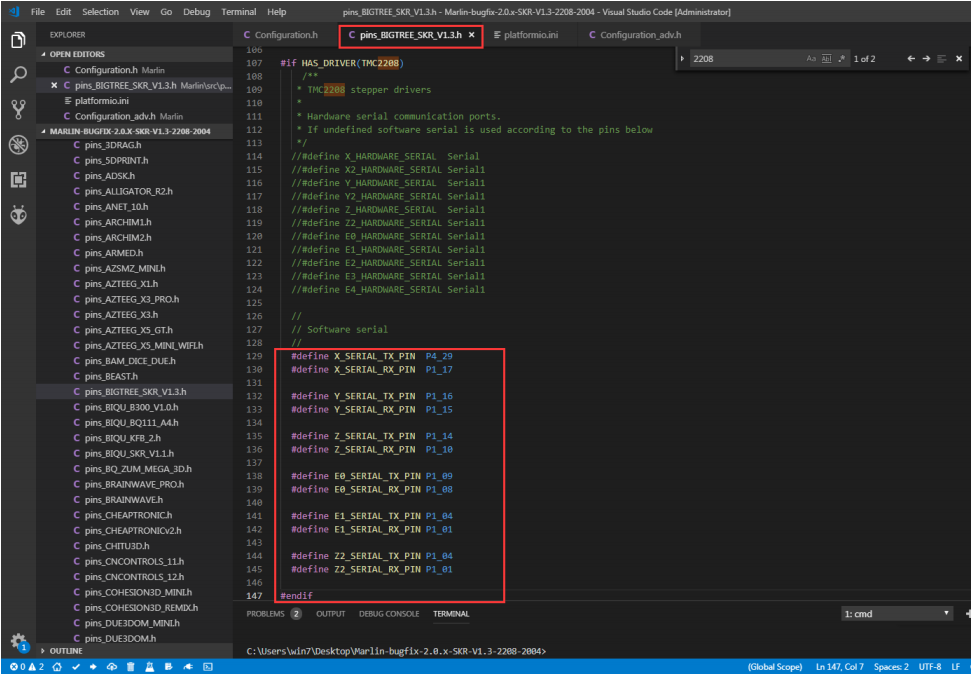 File Edit Selection View Go Debug Terminal Help pins_BIGTREE_SKR_V1.3.h - Marlin-bugfix-2.0.x-SKR-V1.3-2208-2004 - Visual Studio Code [Administrator]
EXPLORER
OPEN EDITORS
C Configuration.h Marlin
× C pins_BIGTREE_SKR_V1.3.h Marlin\src\p...
platformio.ini
C Configuration_adv.h Marlin
MARLIN-BUGFIX-2.0.X-SKR-V1.3-2208-2004
C pins_3DRAG.h
C pins_5DPRINT.h
C pins_ADSK.h
C pins_ALLIGATOR_R2.h
C pins_ANET_10.h
C pins_ARCHIM1.h
C pins_ARCHIM2.h
C pins_ARMED.h
C pins_AZSMZ_MINI.h
C pins_AZTEEG_X1.h
C pins_AZTEEG_X3_PRO.h
C pins_AZTEEG_X3.h
C pins_AZTEEG_X5_GT.h
C pins_AZTEEG_X5_MINI_WIFI.h
C pins_BAM_DICE_DUE.h
C pins_BEAST.h
C pins_BIGTREE_SKR_V1.3.h
C pins_BIQU_B300_V1.0.h
C pins_BIQU_BQ111_A4.h
C pins_BIQU_KFB_2.h
C pins_BIQU_SKR_V1.1.h
C pins_BQ_ZUM_MEGA_3D.h
C pins_BRAINWAVE_PRO.h
C pins_BRAINWAVE.h
C pins_CHEAPTRONIC.h
C pins_CHEAPTRONICv2.h
C pins_CHITU3D.h
C pins_CNCONTROLS_11.h
C pins_CNCONTROLS_12.h
C pins_COHESION3D_MINI.h
C pins_COHESION3D_REMIX.h
C pins_DUE3DOM_MINI.h
C pins_DUE3DOM.h
OUTLINE
C Configuration.h C pins_BIGTREE_SKR_V1.3.h × platformio.ini C Configuration_adv.h
2208 Aa Abl .* 1 of 2
106
107 #if HAS_DRIVER(TMC2208)
108 /**
109 * TMC2208 stepper drivers
110 *
111 * Hardware serial communication ports.
112 * If undefined software serial is used according to the pins below
113 */
114 //#define X_HARDWARE_SERIAL Serial
115 //#define X2_HARDWARE_SERIAL Serial1
116 //#define Y_HARDWARE_SERIAL Serial1
117 //#define Y2_HARDWARE_SERIAL Serial1
118 //#define Z_HARDWARE_SERIAL Serial1
119 //#define Z2_HARDWARE_SERIAL Serial1
120 //#define E0_HARDWARE_SERIAL Serial1
121 //#define E1_HARDWARE_SERIAL Serial1
122 //#define E2_HARDWARE_SERIAL Serial1
123 //#define E3_HARDWARE_SERIAL Serial1
124 //#define E4_HARDWARE_SERIAL Serial1
125
126 //
127 // Software serial
128 //
129 #define X_SERIAL_TX_PIN P4_29
130 #define X_SERIAL_RX_PIN P1_17
131
132 #define Y_SERIAL_TX_PIN P1_16
133 #define Y_SERIAL_RX_PIN P1_15
134
135 #define Z_SERIAL_TX_PIN P1_14
136 #define Z_SERIAL_RX_PIN P1_10
137
138 #define E0_SERIAL_TX_PIN P1_09
139 #define E0_SERIAL_RX_PIN P1_08
140
141 #define E1_SERIAL_TX_PIN P1_04
142 #define E1_SERIAL_RX_PIN P1_01
143
144 #define Z2_SERIAL_TX_PIN P1_04
145 #define Z2_SERIAL_RX_PIN P1_01
146
147 #endif
PROBLEMS 2 OUTPUT DEBUG CONSOLE TERMINAL 1: cmd
C:\Users\win7\Desktop\Marlin-bugfix-2.0.x-SKR-V1.3-2208-2004>
1
0 2 (Global Scope) Ln 147, Col 7 Spaces: 2 UTF-8 LF